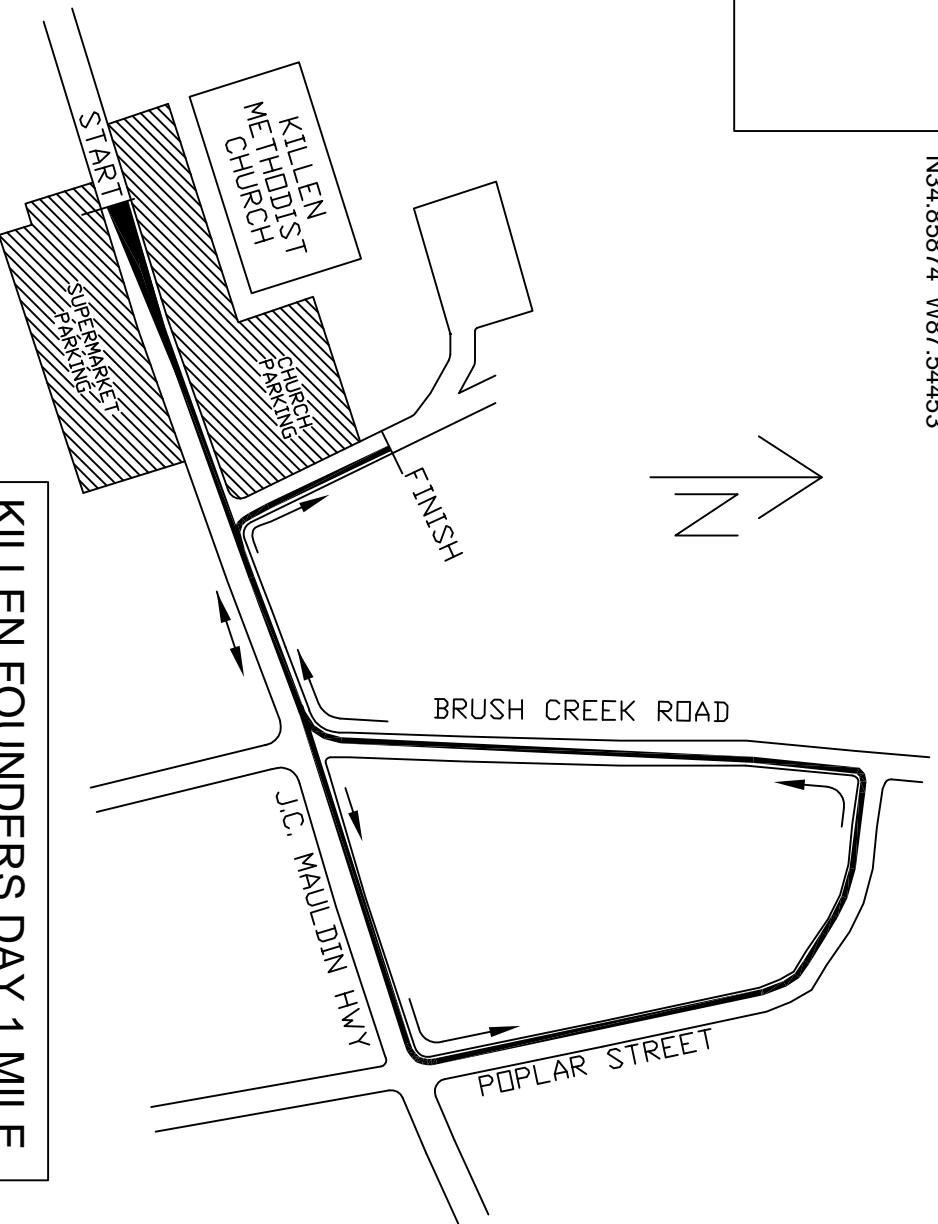 N34.85874 W87.54453
KILLEN
METHODIST
CHURCH
START
SUPERMARKET
PARKING
CHURCH
PARKING
FINISH
N
BRUSH CREEK ROAD
J.C. MAULDIN HWY
POPLAR STREET
KILLEN FOUNDERS DAY 1 MILE